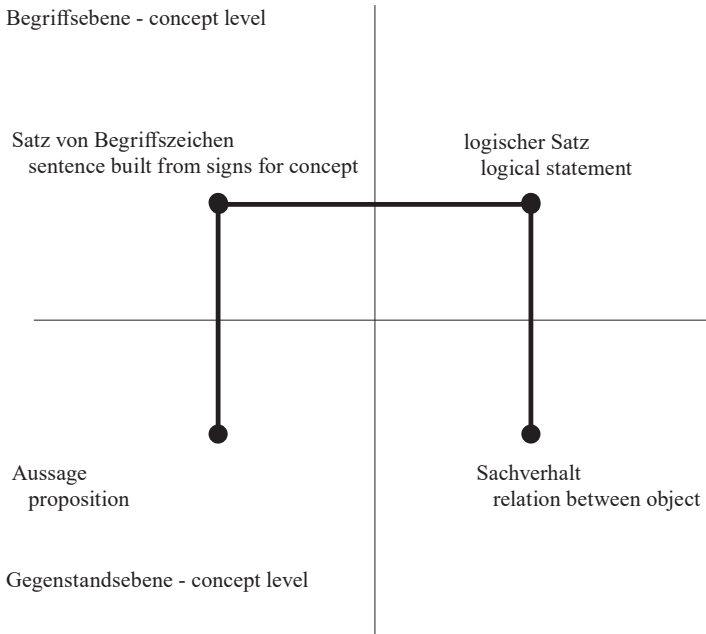 Begriffsebene - concept level
Satz von Begriffszeichen
sentence built from signs for concept
logischer Satz
logical statement
Aussage
proposition
Sachverhalt
relation between object
Gegenstandsebene - concept level